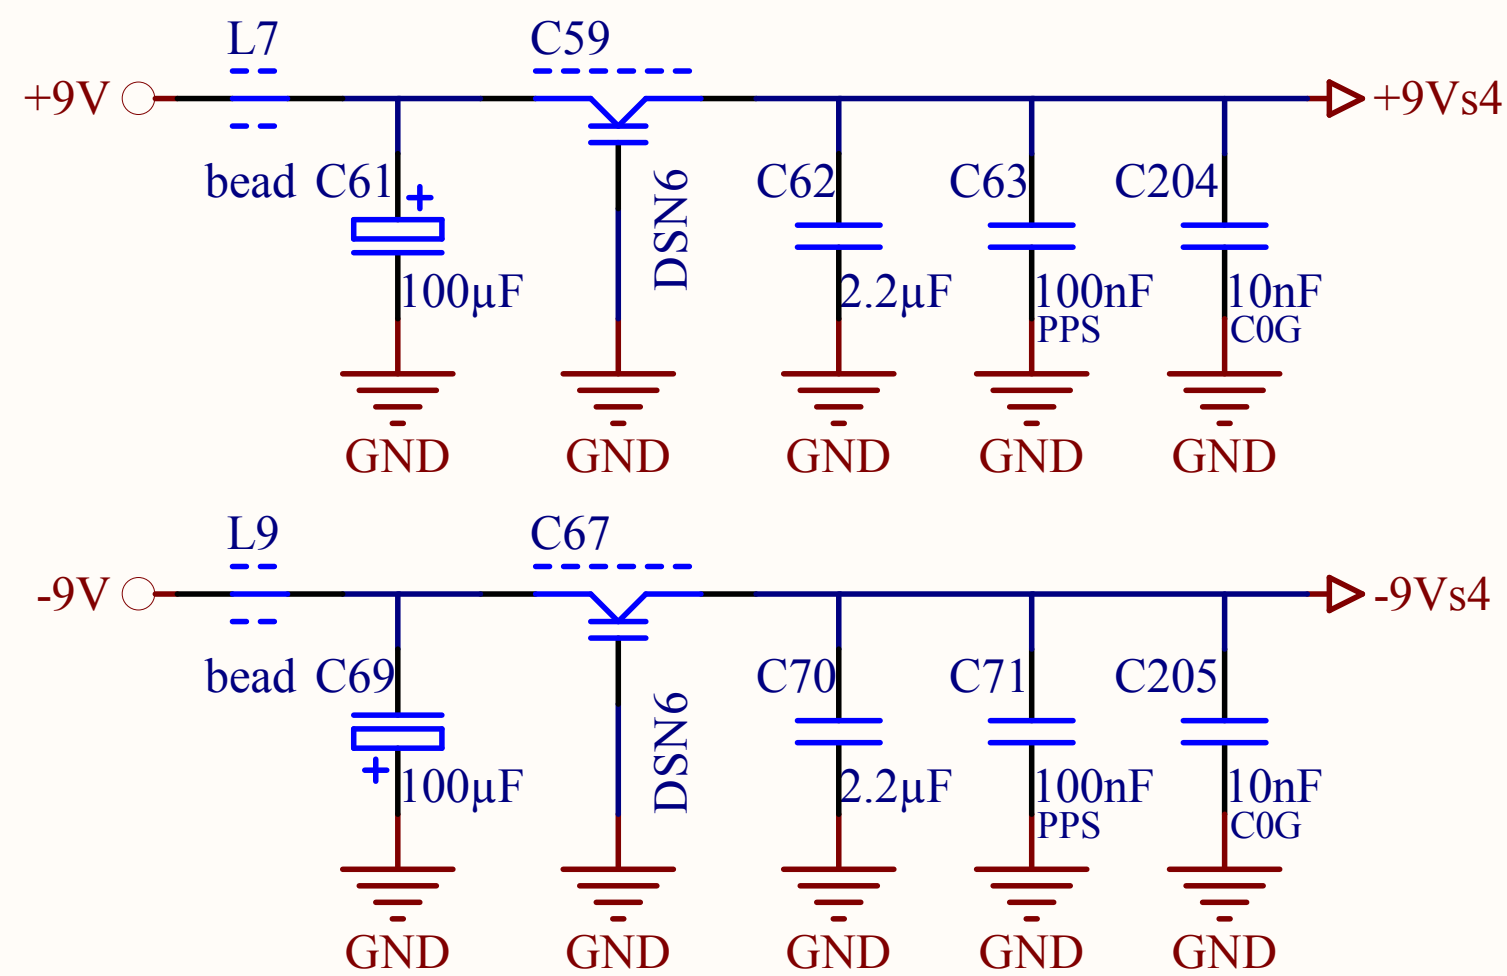 L7
C59
+9V
+9Vs4
bead
C61
+
DSN6
C62
C63
C204
100µF
2.2µF
100nF
PPS
10nF
C0G
GND
GND
GND
GND
GND
L9
C67
-9V
-9Vs4
bead
C69
DSN6
C70
C71
C205
+
100µF
2.2µF
100nF
PPS
10nF
C0G
GND
GND
GND
GND
GND